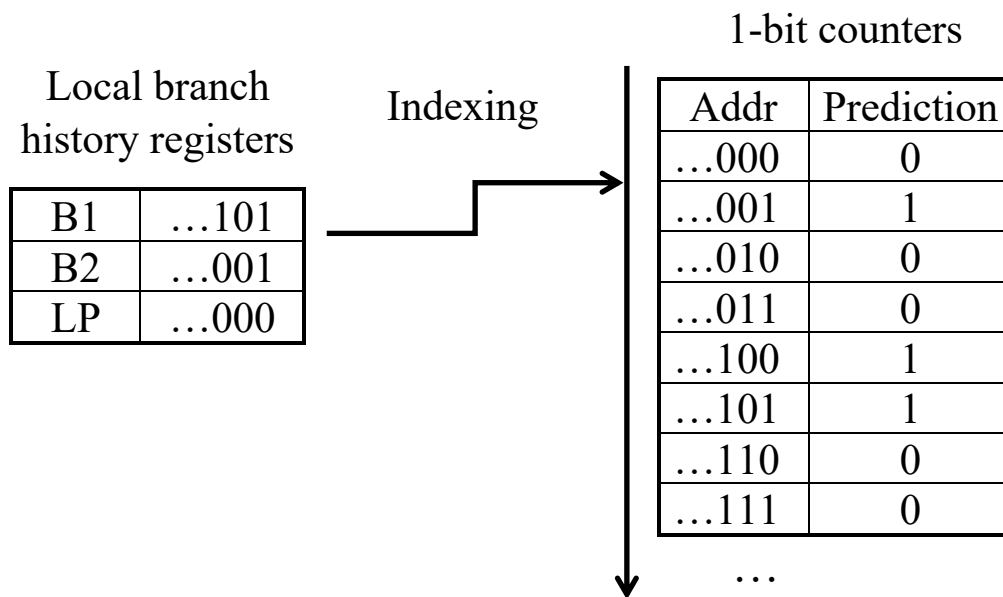 1-bit counters
Local branch
history registers
Indexing
Addr Prediction
…000 0
…001 1
…010 0
…011 0
…100 1
…101 1
…110 0
…111 0
…
B1 …101
B2 …001
LP …000